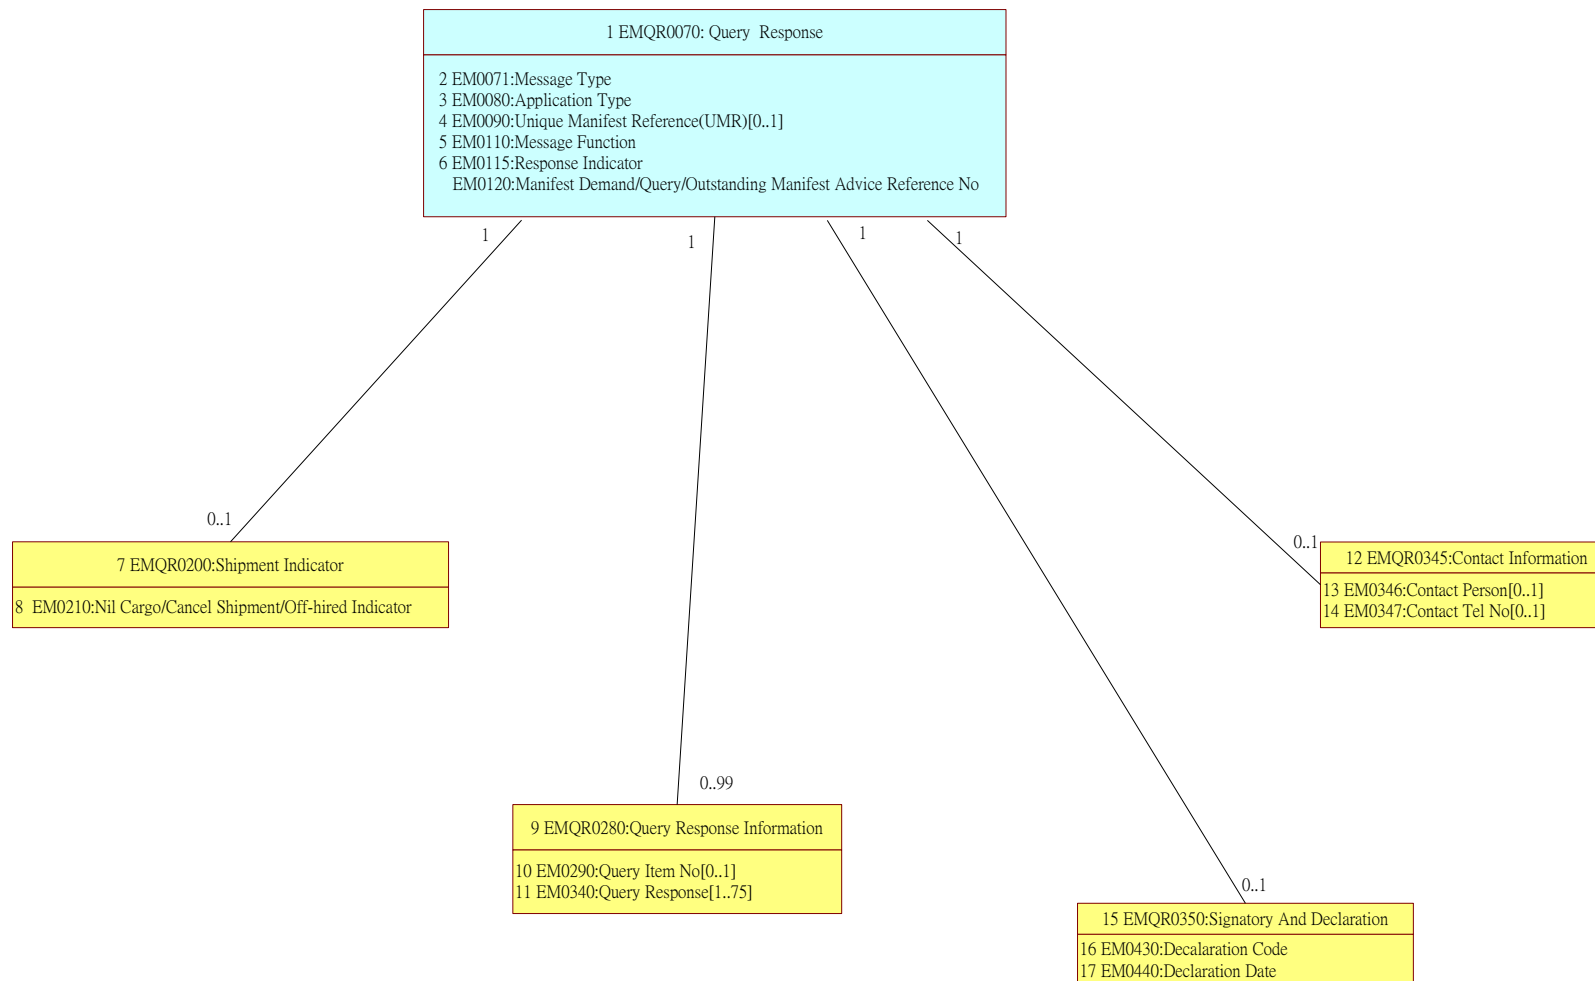 1 EMQR0070: Query  Response
2 EM0071:Message Type
3 EM0080:Application Type
4 EM0090:Unique Manifest Reference(UMR)[0..1]
5 EM0110:Message Function
6 EM0115:Response Indicator
EM0120:Manifest Demand/Query/Outstanding Manifest Advice Reference No
1
1
1
1
0..1
0..1
7 EMQR0200:Shipment Indicator
8  EM0210:Nil Cargo/Cancel Shipment/Off-hired Indicator
12 EMQR0345:Contact Information
13 EM0346:Contact Person[0..1]
14 EM0347:Contact Tel No[0..1]
0..99
9 EMQR0280:Query Response Information
10 EM0290:Query Item No[0..1]
11 EM0340:Query Response[1..75]
0..1
15 EMQR0350:Signatory And Declaration
16 EM0430:Decalaration Code
17 EM0440:Declaration Date